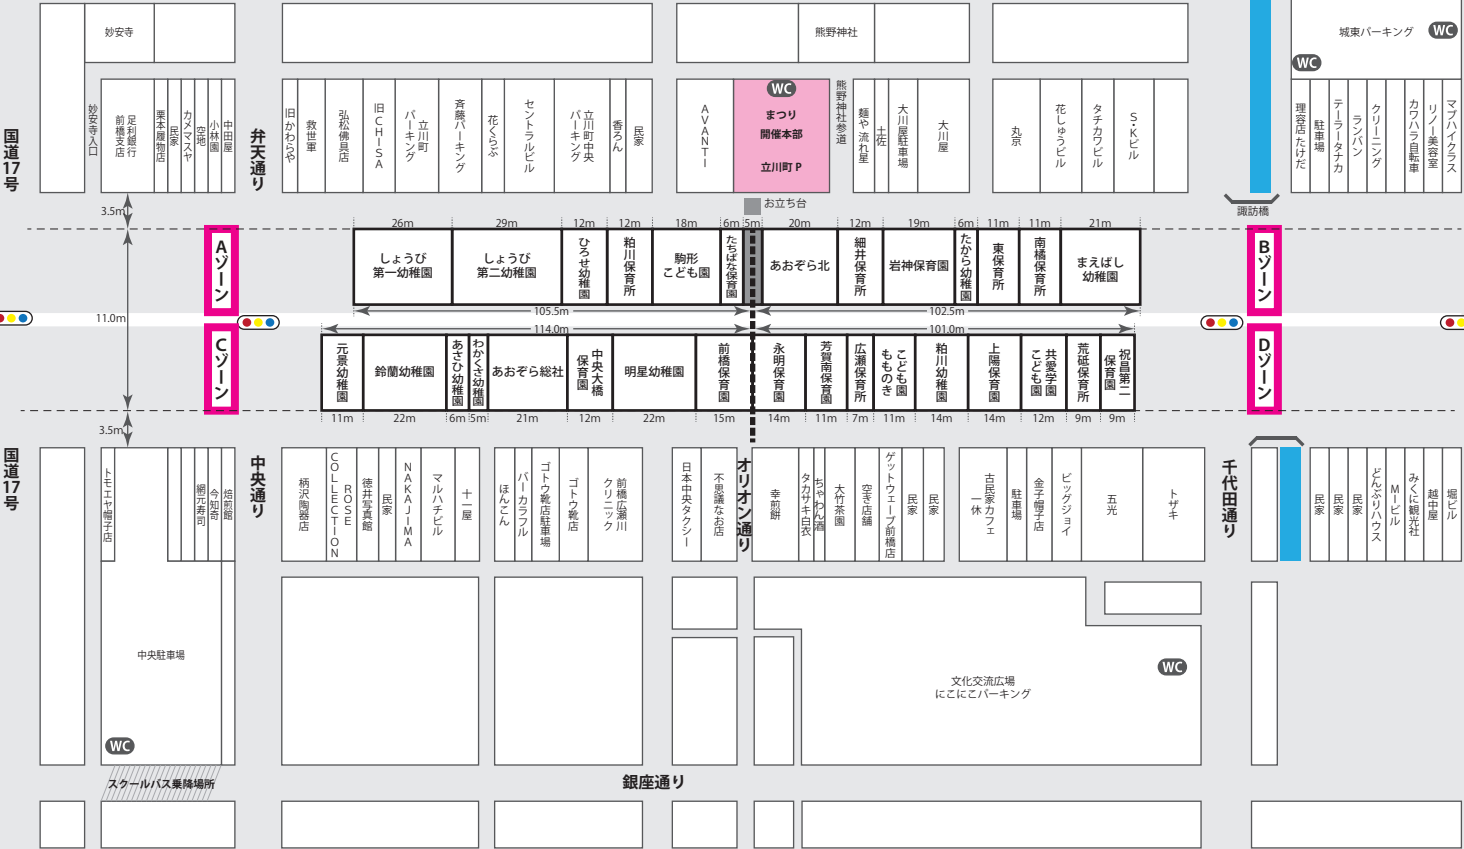 妙安寺
熊野神社
城東パーキング
WC
WC
国道17号
妙安寺入口
足利銀行
前橋支店
栗本履物店
民家
カメマスヤ
空地
小林園
中田屋
弁天通り
旧かわらや
救世軍
弘松佛具店
旧CHISA
立川町
パーキング
斉藤パーキング
花くらぶ
セントラルビル
立川町中央
パーキング
香ろん
民家
AVANTI
WC
まつり
開催本部
立川町 P
熊野神社参道
麺や 流れ星
土佐
大川屋駐車場
大川屋
丸京
花しゅうビル
タチカワビル
S・Kビル
理容店たけだ
駐車場
テーラータナカ
ランバン
クリーニング
カワハラ自転車
リノー美容室
マブハイクラス
諏訪橋
お立ち台
3.5m
26m
29m
12m
12m
18m
6m
5m
20m
12m
19m
6m
11m
11m
21m
Aゾーン
しょうび
第一幼稚園
しょうび
第二幼稚園
ひろせ幼稚園
粕川保育所
駒形
こども園
たちばな保育園
あおぞら北
細井保育所
岩神保育園
たから幼稚園
東保育所
南橘保育園
まえばし
幼稚園
Bゾーン
105.5m
102.5m
11.0m
114.0m
101.0m
Cゾーン
元景幼稚園
鈴蘭幼稚園
あさひ幼稚園
わかくさ幼稚園
あおぞら総社
中央大橋
保育園
明星幼稚園
前橋保育園
永明保育園
芳賀南保育園
広瀬保育所
こども園
もものき
粕川幼稚園
上陽保育園
共愛学園
こども園
荒砥保育所
祝昌第二
保育園
Dゾーン
11m
22m
6m
5m
21m
12m
22m
15m
14m
11m
7m
11m
14m
14m
12m
9m
9m
3.5m
国道17号
トモエヤ帽子店
網元寿司
今知奇
焙煎館
中央通り
柄沢陶器店
ROSE
COLLECTION
徳井写真館
民家
NAKAJIMA
マルハチビル
十一屋
ほんこん
バーカラフル
ゴトウ靴店駐車場
ゴトウ靴店
前橋広瀬川
クリニック
日本中央タクシー
不思議なお店
オリオン通り
幸煎餅
タカサキ白衣
ちゃわん酒
大竹茶園
空き店舗
ゲットウェーブ前橋店
民家
民家
古民家カフェ
一休
駐車場
金子帽子店
ビッグジョイ
五光
トザキ
千代田通り
民家
民家
民家
どんぶりハウス
Mービル
みくに観光社
越中屋
堀ビル
中央駐車場
WC
スクールバス乗降場所
文化交流広場
にこにこパーキング
WC
銀座通り